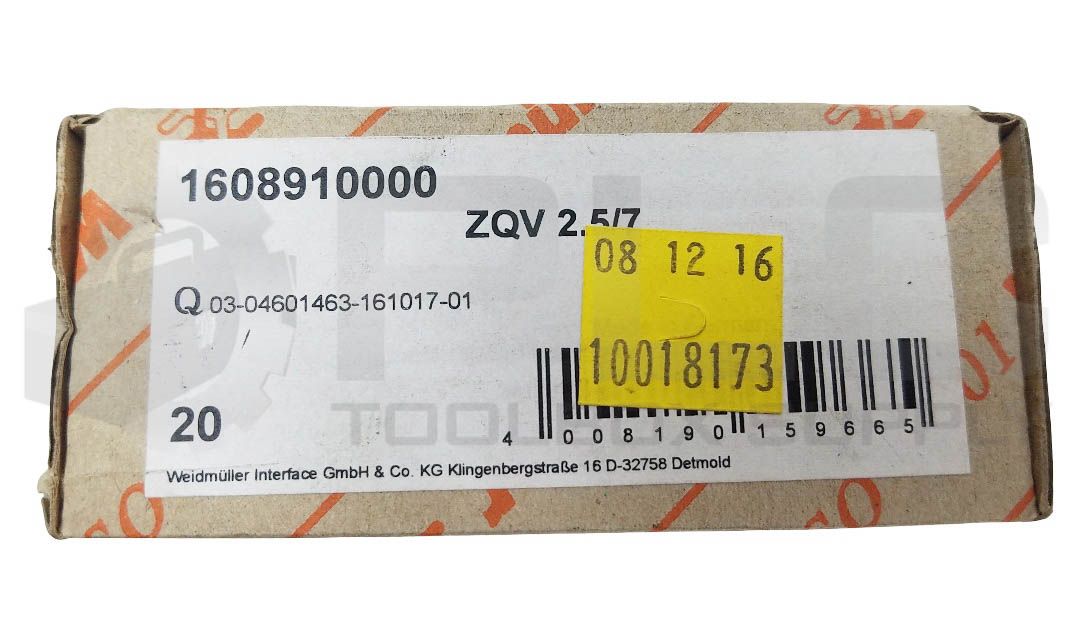 1608910000
ZQV 2.5/7
08 12 16
Q 03-04601463-161017-01
10018173
20
4 008190 159665
Weidmüller Interface GmbH & Co. KG Klingenbergstraße 16 D-32758 Detmold